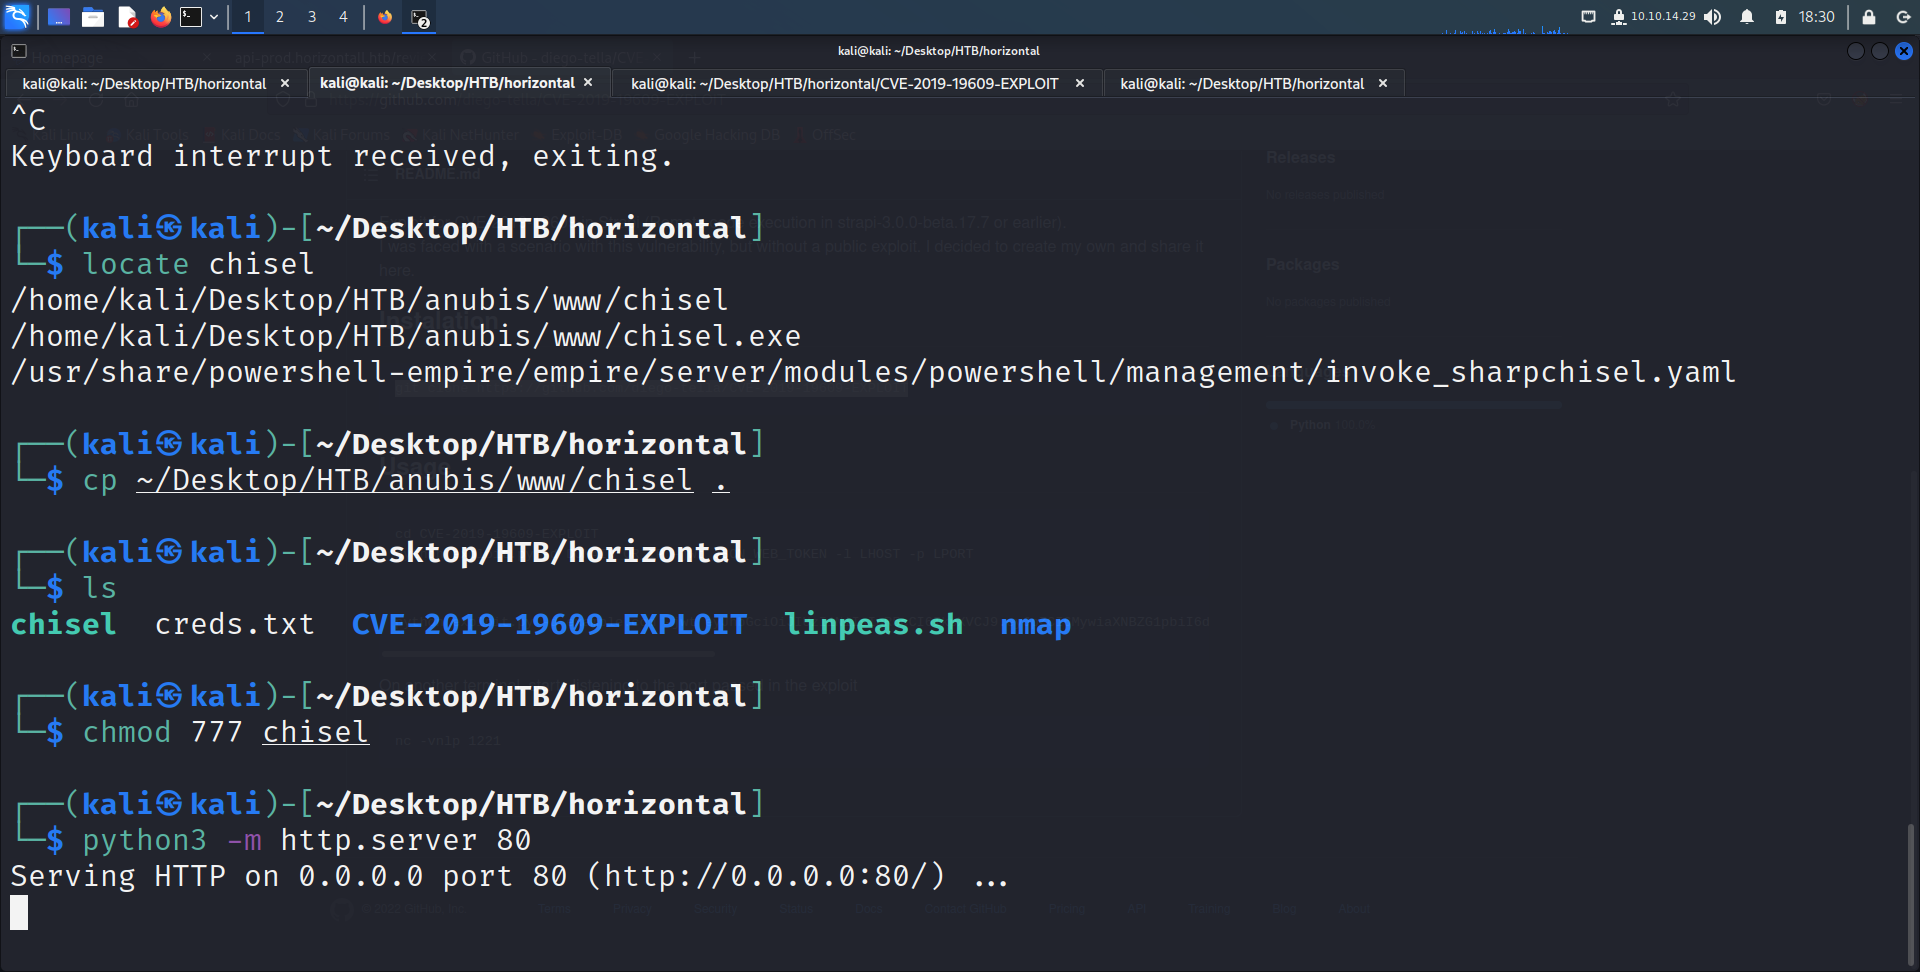 1 2 3 4 2 10.10.14.29 18:30
kali@kali: ~/Desktop/HTB/horizontal
kali@kali: ~/Desktop/HTB/horizontal × kali@kali: ~/Desktop/HTB/horizontal × kali@kali: ~/Desktop/HTB/horizontal/CVE-2019-19609-EXPLOIT × kali@kali: ~/Desktop/HTB/horizontal ×
^C
Keyboard interrupt received, exiting.
┌──(kali㉿kali)-[~/Desktop/HTB/horizontal]
└─$ locate chisel
/home/kali/Desktop/HTB/anubis/www/chisel
/home/kali/Desktop/HTB/anubis/www/chisel.exe
/usr/share/powershell-empire/empire/server/modules/powershell/management/invoke_sharpchisel.yaml
┌──(kali㉿kali)-[~/Desktop/HTB/horizontal]
└─$ cp ~/Desktop/HTB/anubis/www/chisel .
┌──(kali㉿kali)-[~/Desktop/HTB/horizontal]
└─$ ls
chisel creds.txt CVE-2019-19609-EXPLOIT linpeas.sh nmap
┌──(kali㉿kali)-[~/Desktop/HTB/horizontal]
└─$ chmod 777 chisel
┌──(kali㉿kali)-[~/Desktop/HTB/horizontal]
└─$ python3 -m http.server 80
Serving HTTP on 0.0.0.0 port 80 (http://0.0.0.0:80/) ...